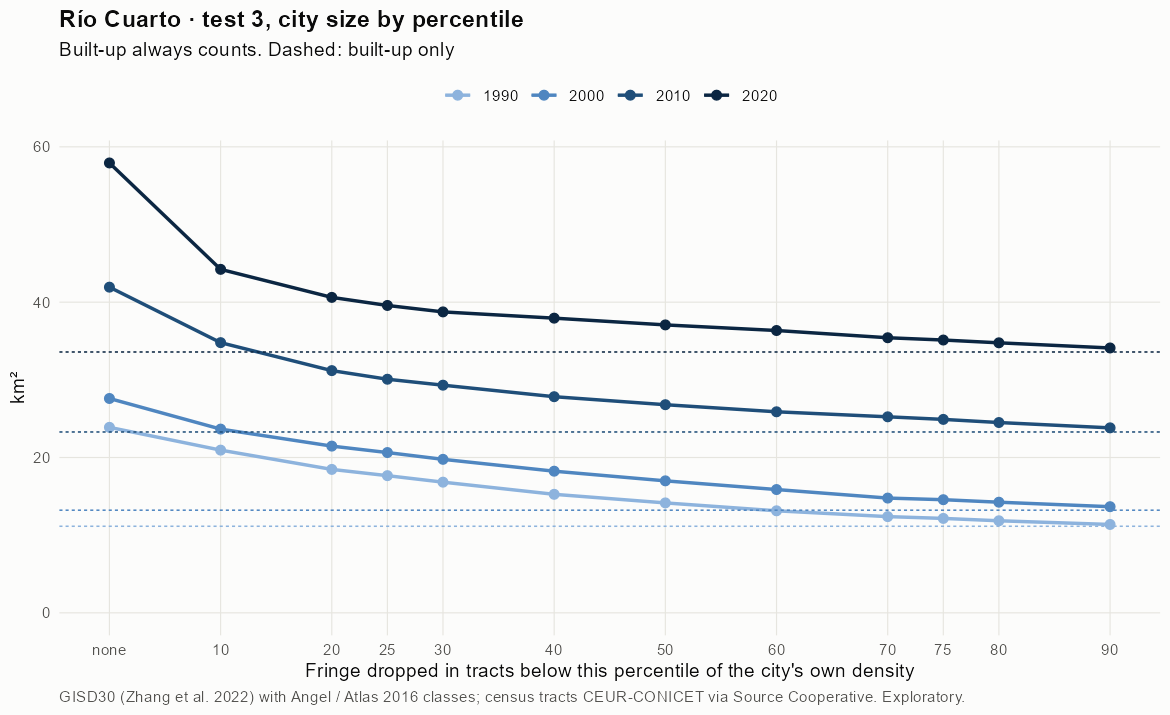 Río Cuarto · test 3, city size by percentile
Built-up always counts. Dashed: built-up only
1990 2000 2010 2020
60
40
20
0
km²
none 10 20 25 30 40 50 60 70 75 80 90
Fringe dropped in tracts below this percentile of the city's own density
GISD30 (Zhang et al. 2022) with Angel / Atlas 2016 classes; census tracts CEUR-CONICET via Source Cooperative. Exploratory.